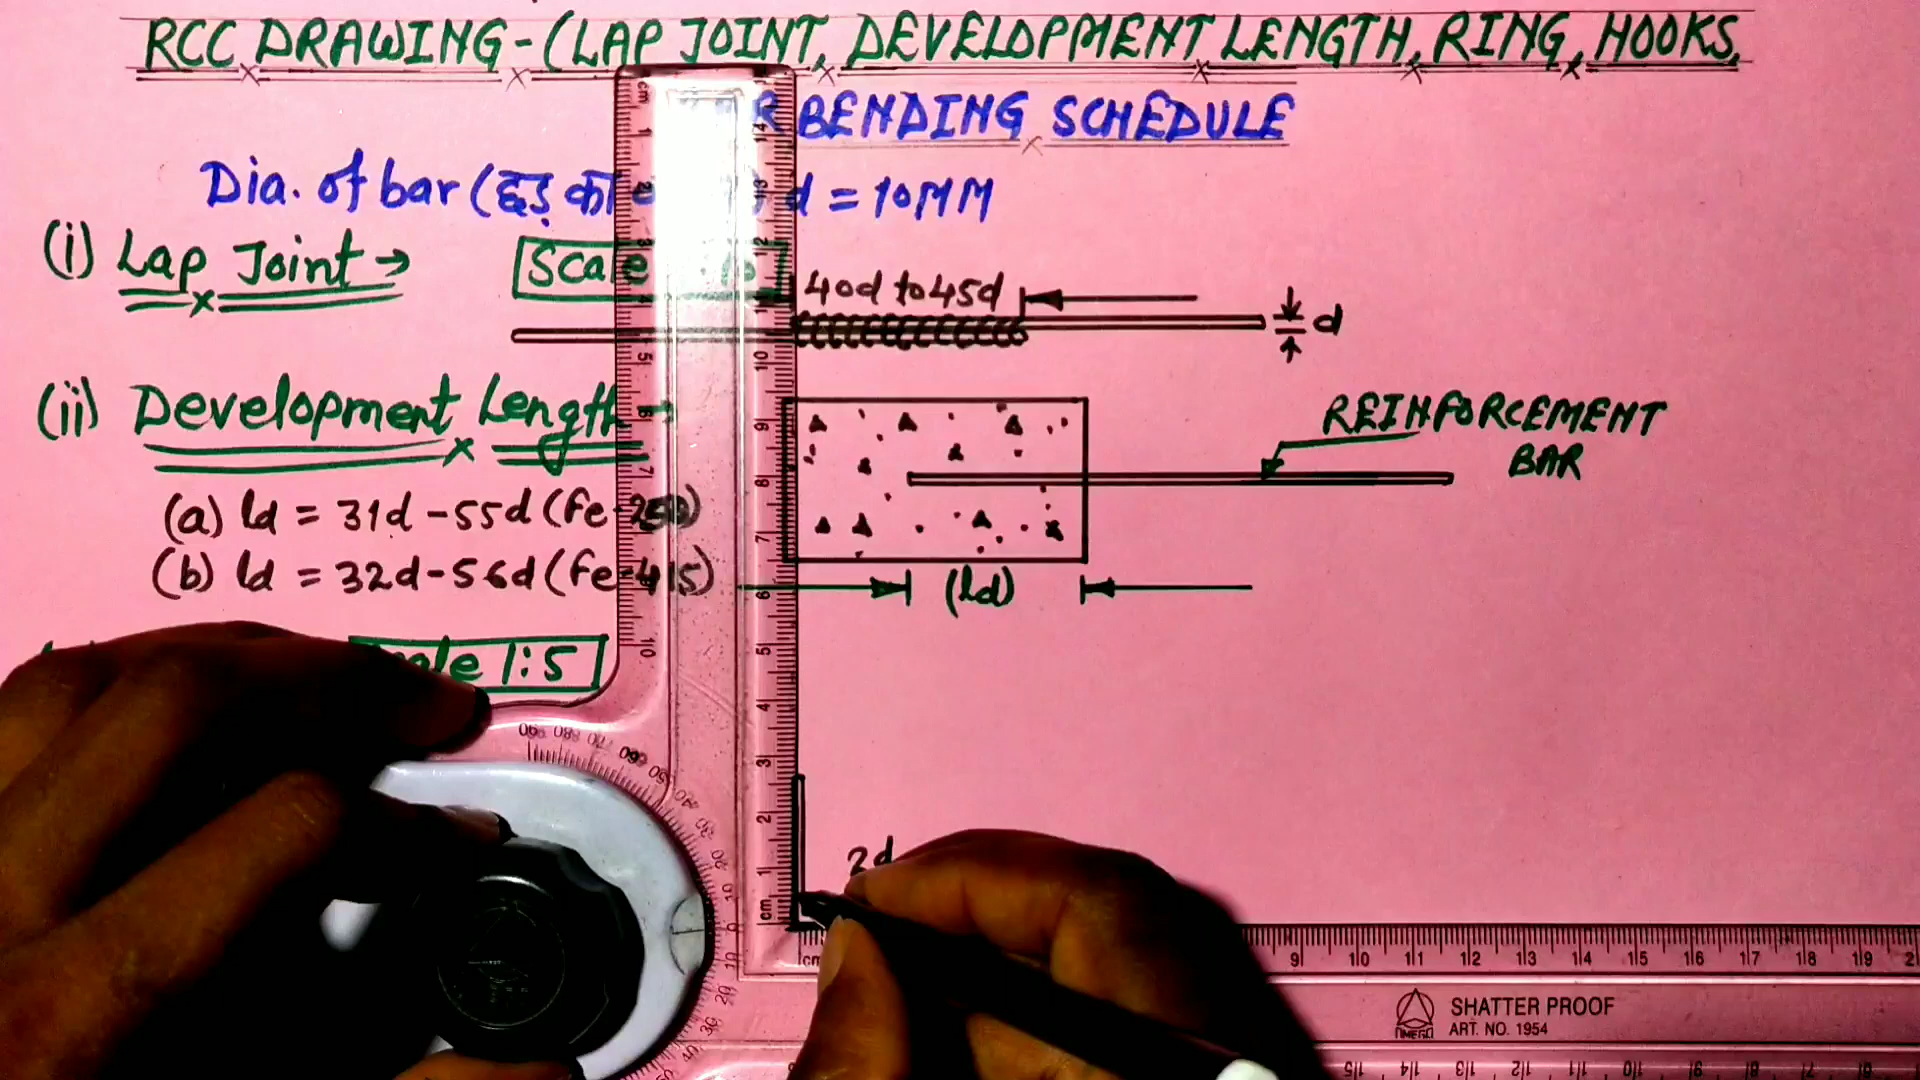 RCC DRAWING-(LAP JOINT, DEVELOPMENT LENGTH, RING, HOOKS,
R BENDING SCHEDULE
Dia. of bar (छड़ का d = 10MM
(i) Lap Joint →
Scale
40d to 45d
d
(ii) Development Length →
REINFORCEMENT
BAR
(a) ld = 31d-55d (fe-250)
(b) ld = 32d-56d (fe-415)
(ld)
Scale 1:5
2d
SHATTER PROOF
OMEGA
ART. NO. 1954